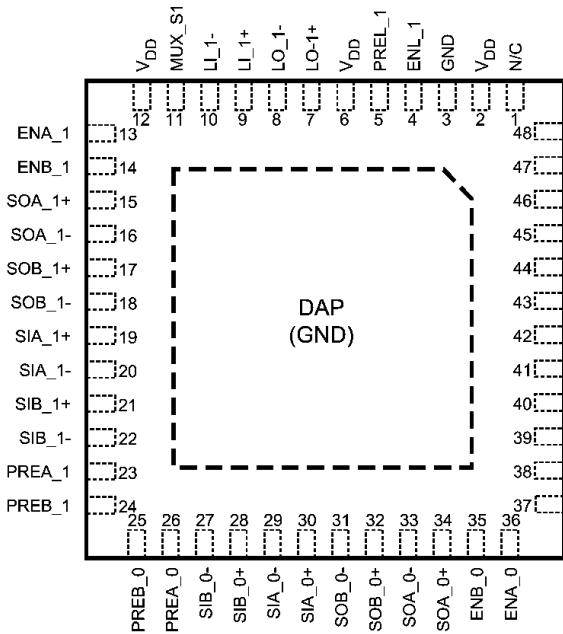 VDD
MUX_S1
LI_1-
LI_1+
LO_1-
LO-1+
VDD
PREL_1
ENL_1
GND
VDD
N/C
12 11 10 9 8 7 6 5 4 3 2 1
ENA_1 13 48
ENB_1 14 47
SOA_1+ 15 46
SOA_1- 16 45
SOB_1+ 17 44
SOB_1- 18 43
DAP
(GND)
SIA_1+ 19 42
SIA_1- 20 41
SIB_1+ 21 40
SIB_1- 22 39
PREA_1 23 38
PREB_1 24 37
25 26 27 28 29 30 31 32 33 34 35 36
PREB_0
PREA_0
SIB_0-
SIB_0+
SIA_0-
SIA_0+
SOB_0-
SOB_0+
SOA_0-
SOA_0+
ENB_0
ENA_0